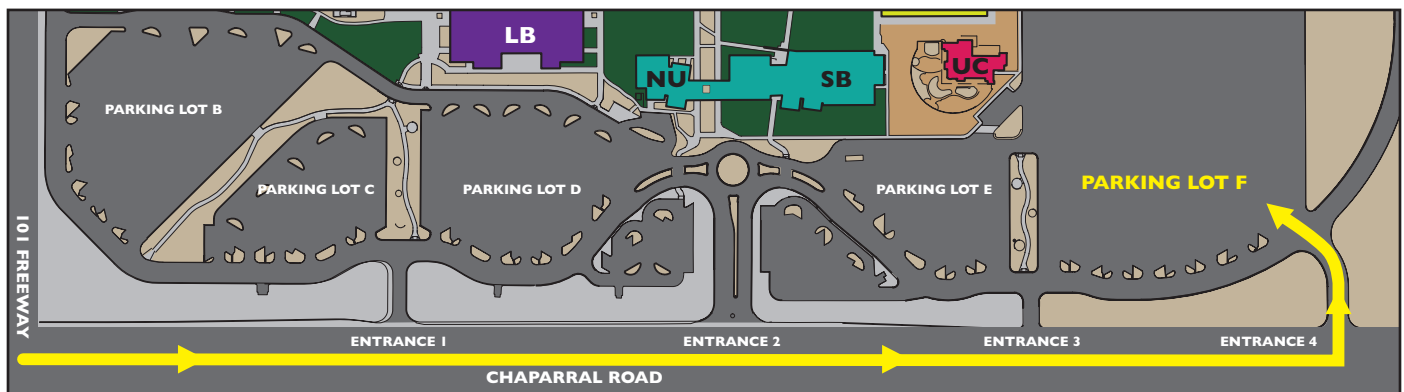 LB
NU
SB
UC
PARKING LOT B
PARKING LOT C
PARKING LOT D
PARKING LOT E
PARKING LOT F
101 FREEWAY
ENTRANCE 1
ENTRANCE 2
ENTRANCE 3
ENTRANCE 4
CHAPARRAL ROAD